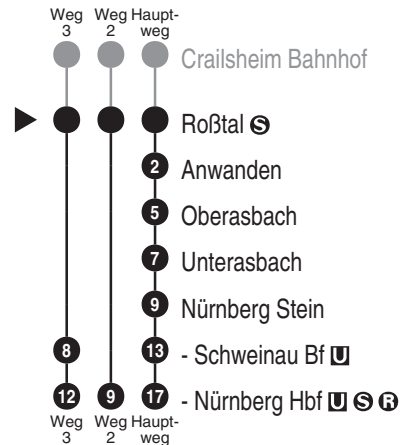 Weg Weg Haupt-
3 2 weg
Crailsheim Bahnhof
Roßtal S
2 Anwanden
5 Oberasbach
7 Unterasbach
9 Nürnberg Stein
8 13 - Schweinau Bf U
12 9 17 - Nürnberg Hbf U S R
Weg Weg Haupt-
3 2 weg